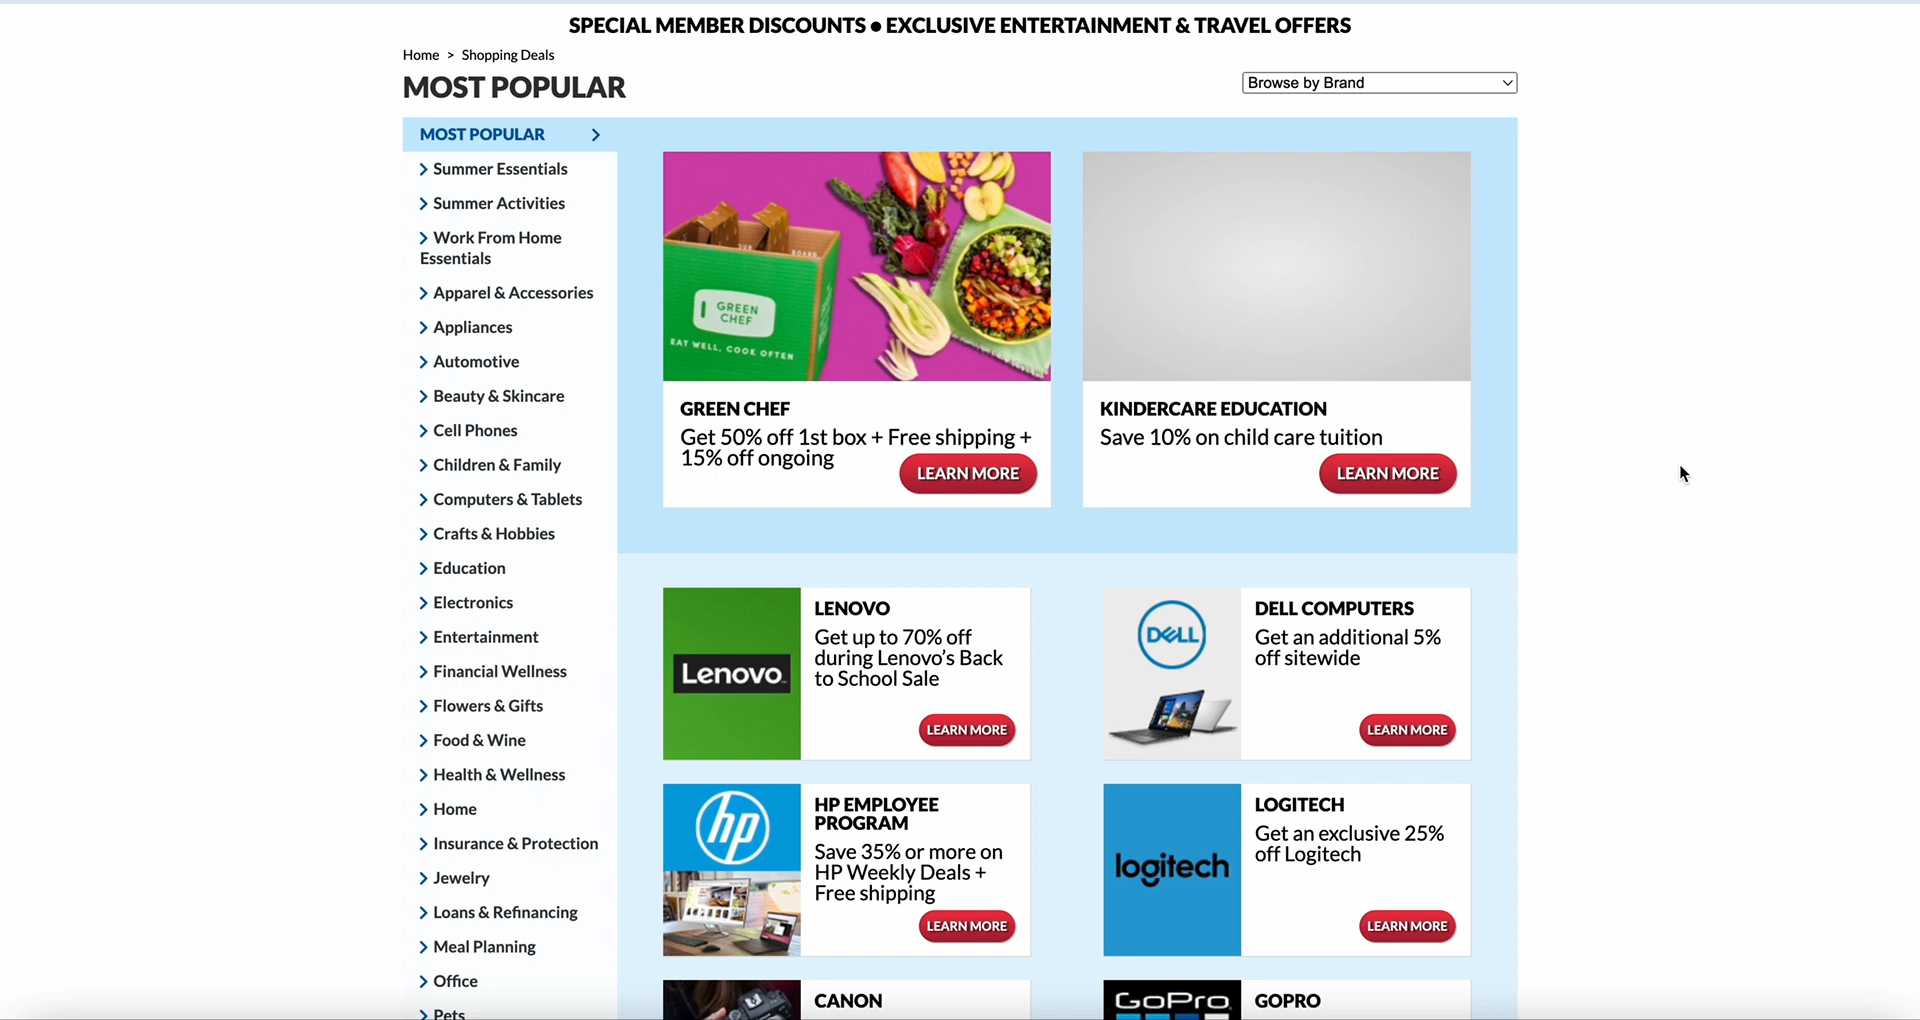 SPECIAL MEMBER DISCOUNTS ● EXCLUSIVE ENTERTAINMENT & TRAVEL OFFERS
Home > Shopping Deals
MOST POPULAR
Browse by Brand
MOST POPULAR
Summer Essentials
Summer Activities
Work From Home
Essentials
Apparel & Accessories
Appliances
Automotive
Beauty & Skincare
Cell Phones
Children & Family
Computers & Tablets
Crafts & Hobbies
Education
Electronics
Entertainment
Financial Wellness
Flowers & Gifts
Food & Wine
Health & Wellness
Home
Insurance & Protection
Jewelry
Loans & Refinancing
Meal Planning
Office
Pets
OUR
BOARD.
GREEN
CHEF
EAT WELL, COOK OFTEN
GREEN CHEF
Get 50% off 1st box + Free shipping +
15% off ongoing
LEARN MORE
KINDERCARE EDUCATION
Save 10% on child care tuition
LEARN MORE
Lenovo
LENOVO
Get up to 70% off
during Lenovo’s Back
to School Sale
LEARN MORE
DELL
DELL COMPUTERS
Get an additional 5%
off sitewide
LEARN MORE
hp
HP EMPLOYEE
PROGRAM
Save 35% or more on
HP Weekly Deals +
Free shipping
LEARN MORE
logitech
LOGITECH
Get an exclusive 25%
off Logitech
LEARN MORE
CANON
GoPro
GOPRO